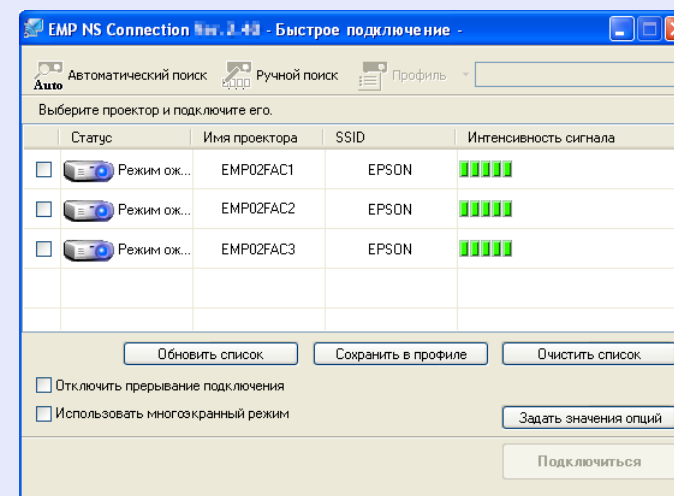 EMP NS Connection - Быстрое подключение -
Auto Автоматический поиск Ручной поиск Профиль
Выберите проектор и подключите его.
Статус Имя проектора SSID Интенсивность сигнала
Режим ож... EMP02FAC1 EPSON
Режим ож... EMP02FAC2 EPSON
Режим ож... EMP02FAC3 EPSON
Обновить список Сохранить в профиле Очистить список
Отключить прерывание подключения
Использовать многоэкранный режим
Задать значения опций
Подключиться